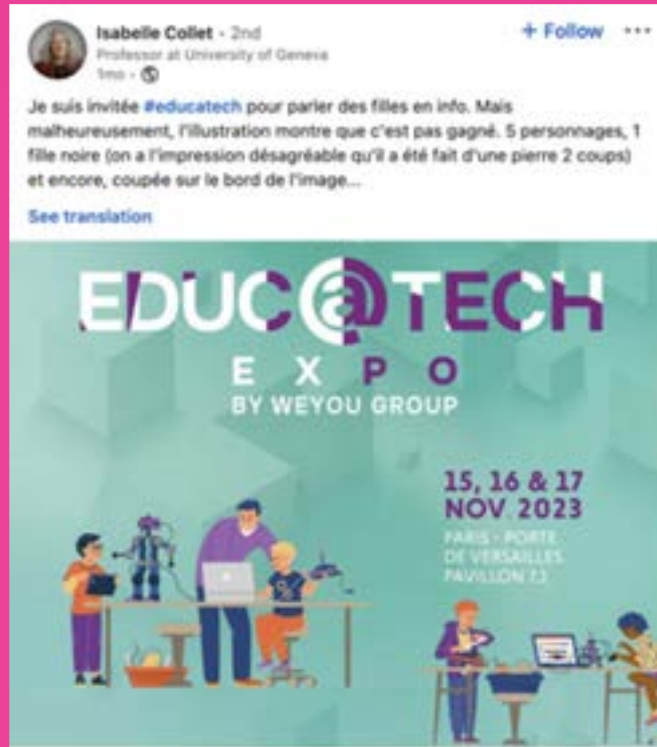 Isabelle Collet · 2nd
+ Follow ...
Professor at University of Geneva
1mo ·
Je suis invitée #educatech pour parler des filles en info. Mais
malheureusement, l'illustration montre que c'est pas gagné. 5 personnages, 1
fille noire (on a l'impression désagréable qu'il a été fait d'une pierre 2 coups)
et encore, coupée sur le bord de l'image...
See translation
EDUC@TECH
EXPO
BY WEYOU GROUP
15, 16 & 17
NOV 2023
PARIS - PORTE
DE VERSAILLES
PAVILLON 7.1